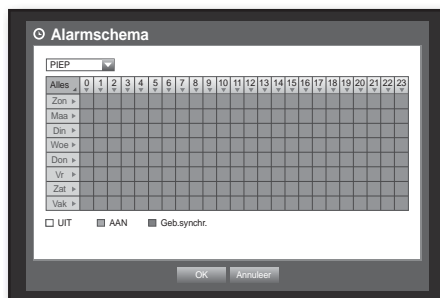 Alarmschema
PIEP
Alles 0 1 2 3 4 5 6 7 8 9 10 11 12 13 14 15 16 17 18 19 20 21 22 23
Zon
Maa
Din
Woe
Don
Vr
Zat
Vak
UIT AAN Geb.synchr.
OK Annuleer